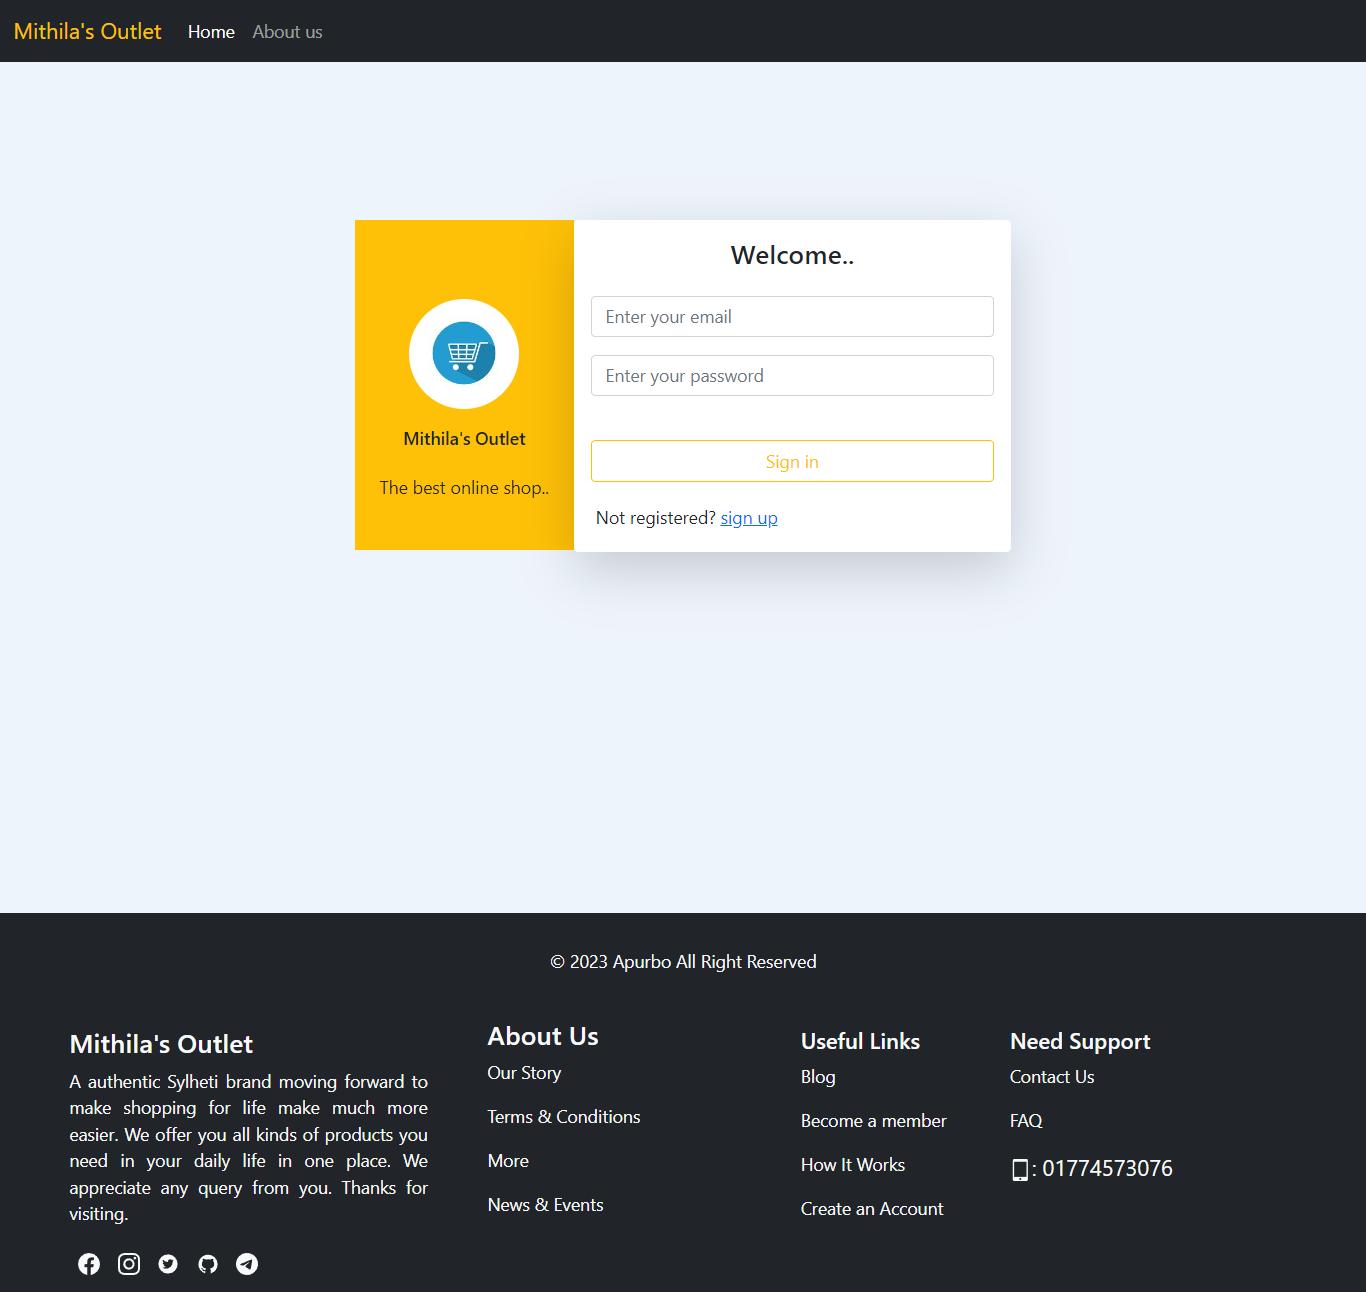 Mithila's Outlet Home About us
Welcome..
Enter your email
Enter your password
Sign in
Not registered? sign up
Mithila's Outlet
The best online shop..
© 2023 Apurbo All Right Reserved
Mithila's Outlet
A authentic Sylheti brand moving forward to
make shopping for life make much more
easier. We offer you all kinds of products you
need in your daily life in one place. We
appreciate any query from you. Thanks for
visiting.
About Us
Our Story
Terms & Conditions
More
News & Events
Useful Links
Blog
Become a member
How It Works
Create an Account
Need Support
Contact Us
FAQ
: 01774573076